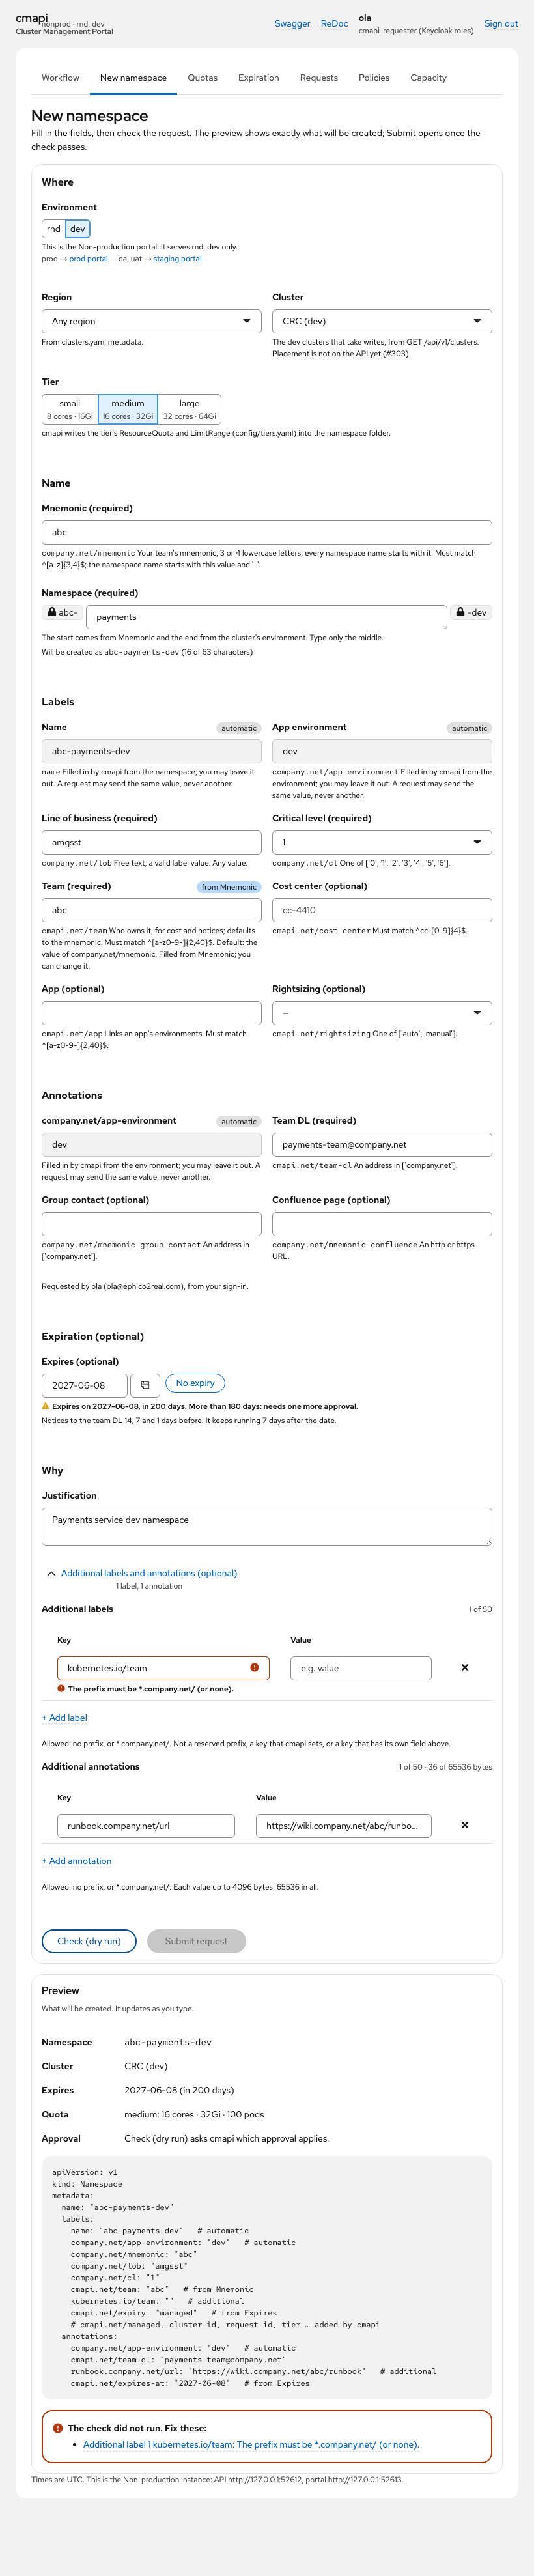 cmapi
nonprod · rnd, dev
Cluster Management Portal
Swagger
ReDoc
ola
cmapi-requester (Keycloak roles)
Sign out
Workflow
New namespace
Quotas
Expiration
Requests
Policies
Capacity
New namespace
Fill in the fields, then check the request. The preview shows exactly what will be created; Submit opens once the
check passes.
Where
Environment
rnd
dev
This is the Non-production portal: it serves rnd, dev only.
prod → prod portal qa, uat → staging portal
Region
Cluster
Any region
CRC (dev)
From clusters.yaml metadata.
The dev clusters that take writes, from GET /api/v1/clusters.
Placement is not on the API yet (#303).
Tier
small
medium
large
8 cores · 16Gi
16 cores · 32Gi
32 cores · 64Gi
cmapi writes the tier's ResourceQuota and LimitRange (config/tiers.yaml) into the namespace folder.
Name
Mnemonic (required)
abc
company.net/mnemonic Your team's mnemonic, 3 or 4 lowercase letters; every namespace name starts with it. Must match
^[a-z]{3,4}$; the namespace name starts with this value and '-'.
Namespace (required)
abc-
payments
-dev
The start comes from Mnemonic and the end from the cluster's environment. Type only the middle.
Will be created as abc-payments-dev (16 of 63 characters)
Labels
Name
automatic
App environment
automatic
abc-payments-dev
dev
name Filled in by cmapi from the namespace; you may leave it
out. A request may send the same value, never another.
company.net/app-environment Filled in by cmapi from the
environment; you may leave it out. A request may send the
same value, never another.
Line of business (required)
Critical level (required)
amgsst
1
company.net/lob Free text, a valid label value. Any value.
company.net/cl One of ['0', '1', '2', '3', '4', '5', '6'].
Team (required)
from Mnemonic
Cost center (optional)
abc
cc-4410
cmapi.net/team Who owns it, for cost and notices; defaults
to the mnemonic. Must match ^[a-z0-9-]{2,40}$. Default: the
value of company.net/mnemonic. Filled from Mnemonic; you
can change it.
cmapi.net/cost-center Must match ^cc-[0-9]{4}$.
App (optional)
Rightsizing (optional)
–
cmapi.net/app Links an app's environments. Must match
^[a-z0-9-]{2,40}$.
cmapi.net/rightsizing One of ['auto', 'manual'].
Annotations
company.net/app-environment
automatic
Team DL (required)
dev
payments-team@company.net
Filled in by cmapi from the environment; you may leave it out. A
request may send the same value, never another.
cmapi.net/team-dl An address in ['company.net'].
Group contact (optional)
Confluence page (optional)
company.net/mnemonic-group-contact An address in
['company.net'].
company.net/mnemonic-confluence An http or https
URL.
Requested by ola (ola@ephico2real.com), from your sign-in.
Expiration (optional)
Expires (optional)
2027-06-08
No expiry
Expires on 2027-06-08, in 200 days. More than 180 days: needs one more approval.
Notices to the team DL 14, 7 and 1 days before. It keeps running 7 days after the date.
Why
Justification
Payments service dev namespace
Additional labels and annotations (optional)
1 label, 1 annotation
Additional labels
1 of 50
Key
Value
kubernetes.io/team
e.g. value
The prefix must be *.company.net/ (or none).
+ Add label
Allowed: no prefix, or *.company.net/. Not a reserved prefix, a key that cmapi sets, or a key that has its own field above.
Additional annotations
1 of 50 · 36 of 65536 bytes
Key
Value
runbook.company.net/url
https://wiki.company.net/abc/runbo...
+ Add annotation
Allowed: no prefix, or *.company.net/. Each value up to 4096 bytes, 65536 in all.
Check (dry run)
Submit request
Preview
What will be created. It updates as you type.
Namespace
abc-payments-dev
Cluster
CRC (dev)
Expires
2027-06-08 (in 200 days)
Quota
medium: 16 cores · 32Gi · 100 pods
Approval
Check (dry run) asks cmapi which approval applies.
apiVersion: v1
kind: Namespace
metadata:
name: "abc-payments-dev"
labels:
name: "abc-payments-dev" # automatic
company.net/app-environment: "dev" # automatic
company.net/mnemonic: "abc"
company.net/lob: "amgsst"
company.net/cl: "1"
cmapi.net/team: "abc" # from Mnemonic
kubernetes.io/team: "" # additional
cmapi.net/expiry: "managed" # from Expires
# cmapi.net/managed, cluster-id, request-id, tier … added by cmapi
annotations:
company.net/app-environment: "dev" # automatic
cmapi.net/team-dl: "payments-team@company.net"
runbook.company.net/url: "https://wiki.company.net/abc/runbook" # additional
cmapi.net/expires-at: "2027-06-08" # from Expires
The check did not run. Fix these:
Additional label 1 kubernetes.io/team: The prefix must be *.company.net/ (or none).
Times are UTC. This is the Non-production instance: API http://127.0.0.1:52612, portal http://127.0.0.1:52613.